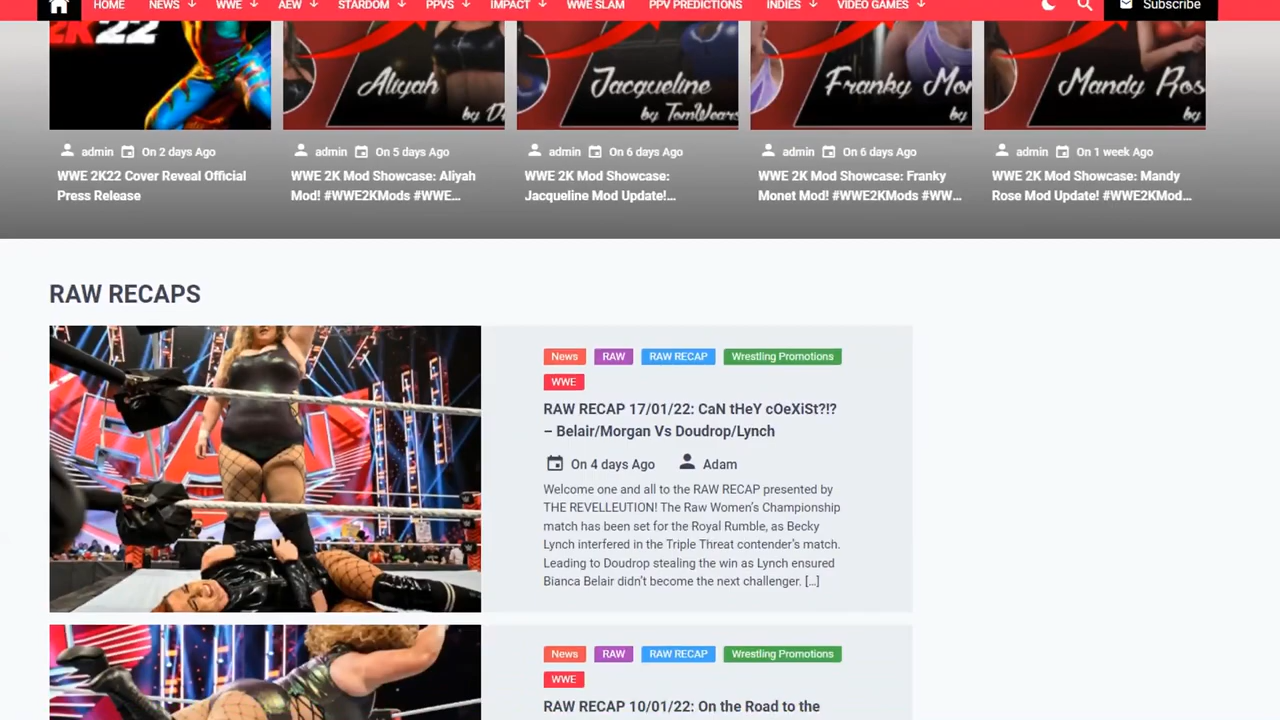 HOME NEWS WWE AEW STARDOM PPVS IMPACT WWE SLAM PPV PREDICTIONS INDIES VIDEO GAMES Subscribe
2K22
Aliyah
Jacqueline
by TomWears
Franky Mon
by
Mandy Ros
by
admin On 2 days Ago
WWE 2K22 Cover Reveal Official
Press Release
admin On 5 days Ago
WWE 2K Mod Showcase: Aliyah
Mod! #WWE2KMods #WWE...
admin On 6 days Ago
WWE 2K Mod Showcase:
Jacqueline Mod Update!...
admin On 6 days Ago
WWE 2K Mod Showcase: Franky
Monet Mod! #WWE2KMods #WW...
admin On 1 week Ago
WWE 2K Mod Showcase: Mandy
Rose Mod Update! #WWE2KMod...
RAW RECAPS
News RAW RAW RECAP Wrestling Promotions
WWE
RAW RECAP 17/01/22: CaN tHeY cOeXiSt?!?
– Belair/Morgan Vs Doudrop/Lynch
On 4 days Ago Adam
Welcome one and all to the RAW RECAP presented by
THE REVELLEUTION! The Raw Women's Championship
match has been set for the Royal Rumble, as Becky
Lynch interfered in the Triple Threat contender's match.
Leading to Doudrop stealing the win as Lynch ensured
Bianca Belair didn't become the next challenger. [...]
News RAW RAW RECAP Wrestling Promotions
WWE
RAW RECAP 10/01/22: On the Road to the